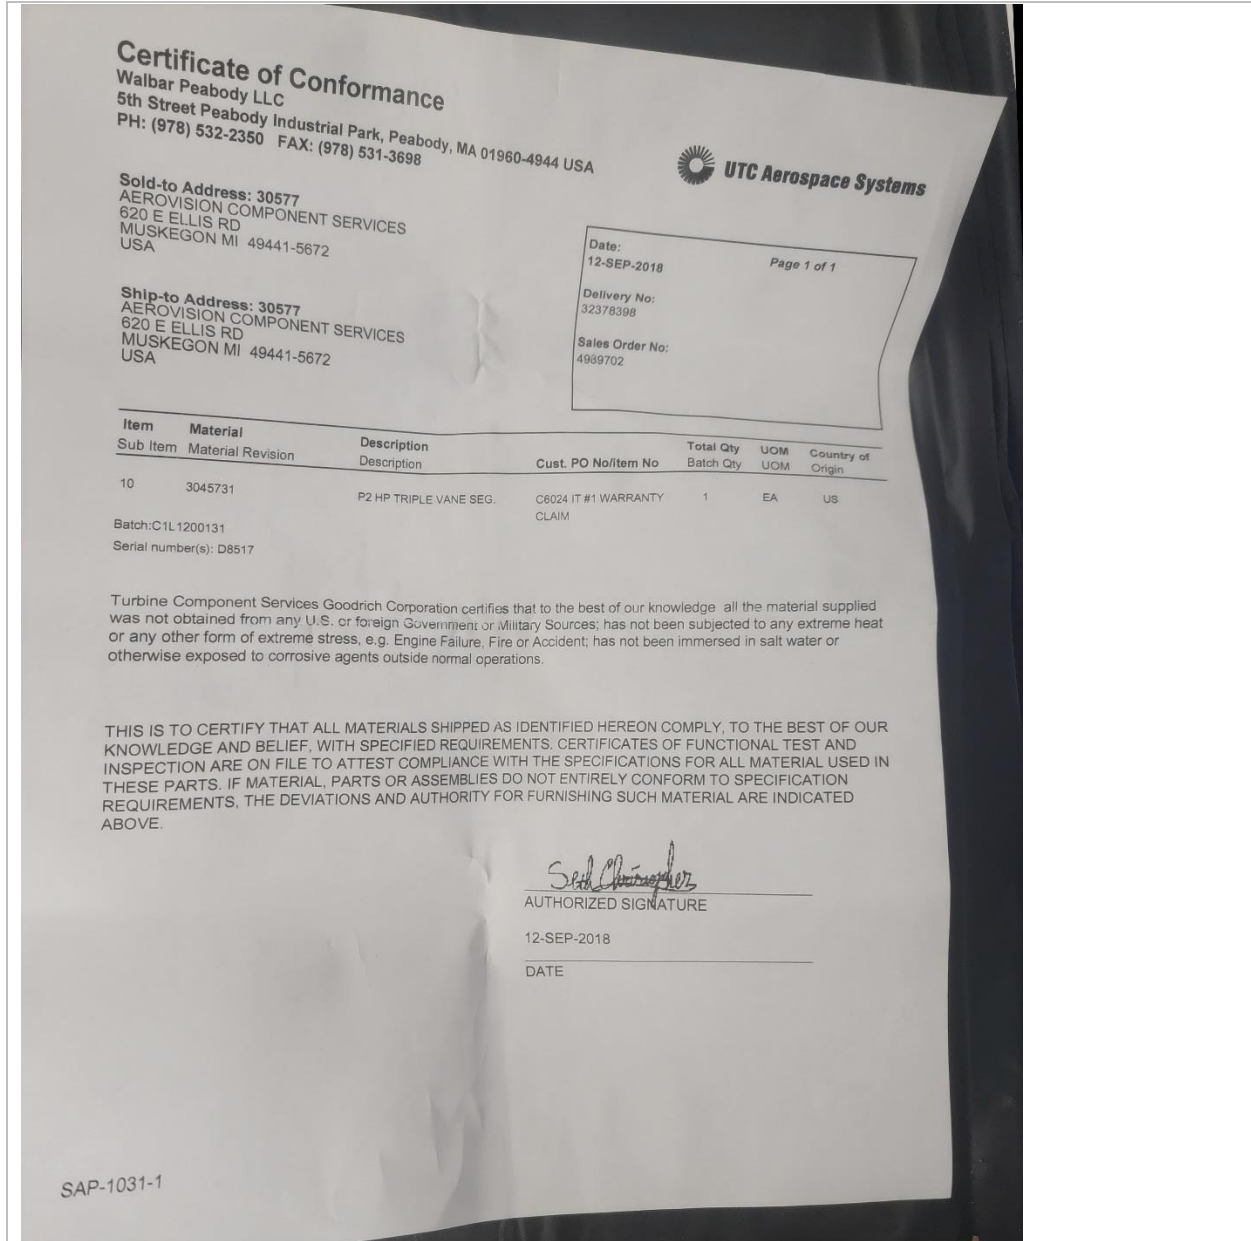 Certificate of Conformance
Walbar Peabody LLC
5th Street Peabody Industrial Park, Peabody, MA 01960-4944 USA
PH: (978) 532-2350 FAX: (978) 531-3698
UTC Aerospace Systems
Sold-to Address: 30577
AEROVISION COMPONENT SERVICES
620 E ELLIS RD
MUSKEGON MI 49441-5672
USA
Date:
12-SEP-2018
Page 1 of 1
Delivery No:
32378398
Sales Order No:
4989702
Ship-to Address: 30577
AEROVISION COMPONENT SERVICES
620 E ELLIS RD
MUSKEGON MI 49441-5672
USA
Item Material Description Cust. PO No/Item No Total Qty UOM Country of
Sub Item Material Revision Description Batch Qty UOM Origin
10 3045731 P2 HP TRIPLE VANE SEG. C6024 IT #1 WARRANTY 1 EA US
CLAIM
Batch:C1L1200131
Serial number(s): D8517
Turbine Component Services Goodrich Corporation certifies that to the best of our knowledge all the material supplied
was not obtained from any U.S. or foreign Government or Military Sources; has not been subjected to any extreme heat
or any other form of extreme stress, e.g. Engine Failure, Fire or Accident; has not been immersed in salt water or
otherwise exposed to corrosive agents outside normal operations.
THIS IS TO CERTIFY THAT ALL MATERIALS SHIPPED AS IDENTIFIED HEREON COMPLY, TO THE BEST OF OUR
KNOWLEDGE AND BELIEF, WITH SPECIFIED REQUIREMENTS. CERTIFICATES OF FUNCTIONAL TEST AND
INSPECTION ARE ON FILE TO ATTEST COMPLIANCE WITH THE SPECIFICATIONS FOR ALL MATERIAL USED IN
THESE PARTS. IF MATERIAL, PARTS OR ASSEMBLIES DO NOT ENTIRELY CONFORM TO SPECIFICATION
REQUIREMENTS, THE DEVIATIONS AND AUTHORITY FOR FURNISHING SUCH MATERIAL ARE INDICATED
ABOVE.
Seth Christopher
AUTHORIZED SIGNATURE
12-SEP-2018
DATE
SAP-1031-1